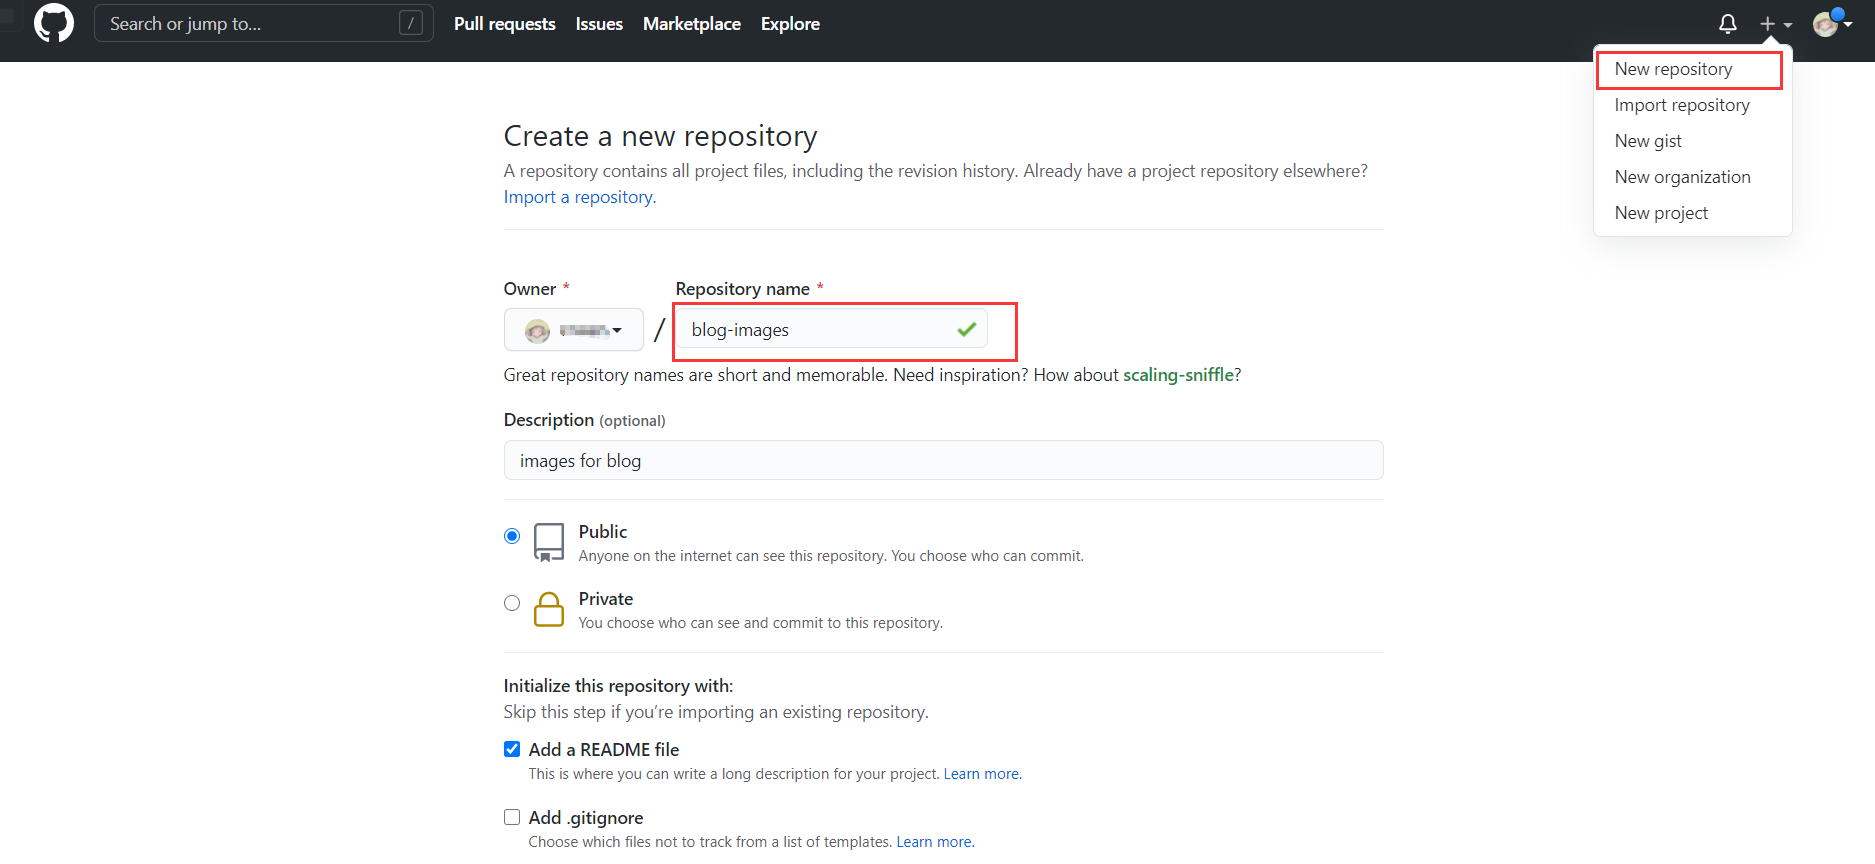 Search or jump to... / Pull requests Issues Marketplace Explore
New repository
Import repository
New gist
New organization
New project
Create a new repository
A repository contains all project files, including the revision history. Already have a project repository elsewhere?
Import a repository.
Owner * Repository name *
/ blog-images
Great repository names are short and memorable. Need inspiration? How about scaling-sniffle?
Description (optional)
images for blog
Public
Anyone on the internet can see this repository. You choose who can commit.
Private
You choose who can see and commit to this repository.
Initialize this repository with:
Skip this step if you’re importing an existing repository.
Add a README file
This is where you can write a long description for your project. Learn more.
Add .gitignore
Choose which files not to track from a list of templates. Learn more.